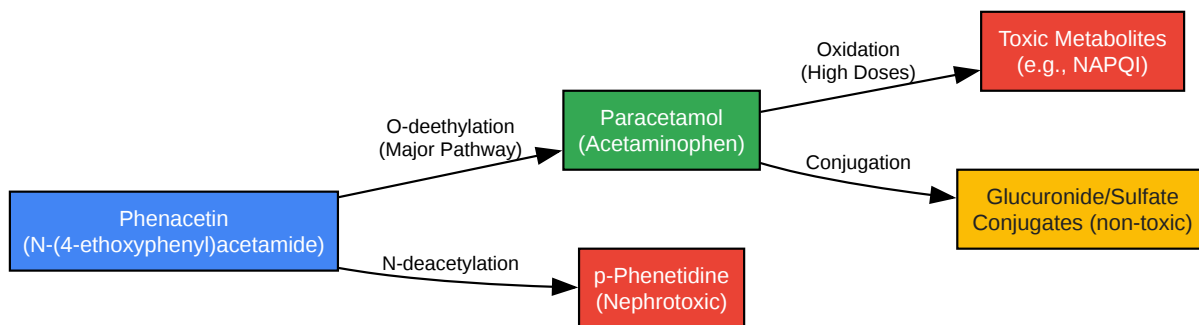 Phenacetin
(N-(4-ethoxyphenyl)acetamide)
O-deethylation
(Major Pathway)
N-deacetylation
Paracetamol
(Acetaminophen)
p-Phenetidine
(Nephrotoxic)
Oxidation
(High Doses)
Conjugation
Toxic Metabolites
(e.g., NAPQI)
Glucuronide/Sulfate
Conjugates (non-toxic)